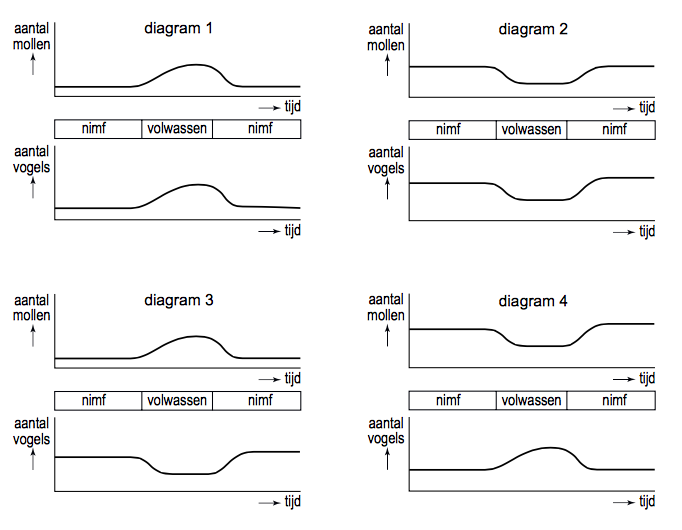 diagram 1
aantal
mollen
tijd
nimf volwassen nimf
aantal
vogels
tijd
diagram 2
aantal
mollen
tijd
nimf volwassen nimf
aantal
vogels
tijd
diagram 3
aantal
mollen
tijd
nimf volwassen nimf
aantal
vogels
tijd
diagram 4
aantal
mollen
tijd
nimf volwassen nimf
aantal
vogels
tijd